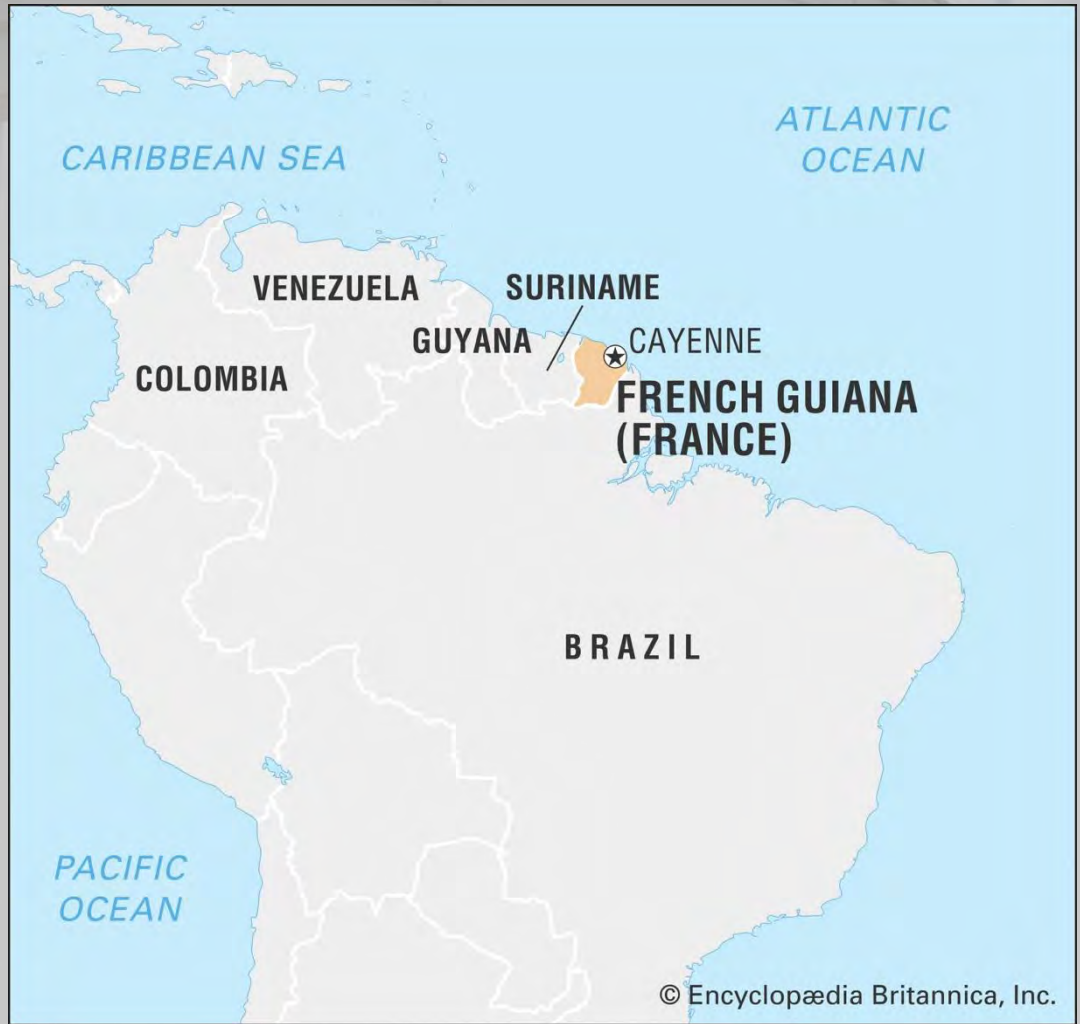 ATLANTIC
OCEAN
CARIBBEAN SEA
VENEZUELA
SURINAME
GUYANA
CAYENNE
COLOMBIA
FRENCH GUIANA
(FRANCE)
BRAZIL
PACIFIC
OCEAN
© Encyclopædia Britannica, Inc.